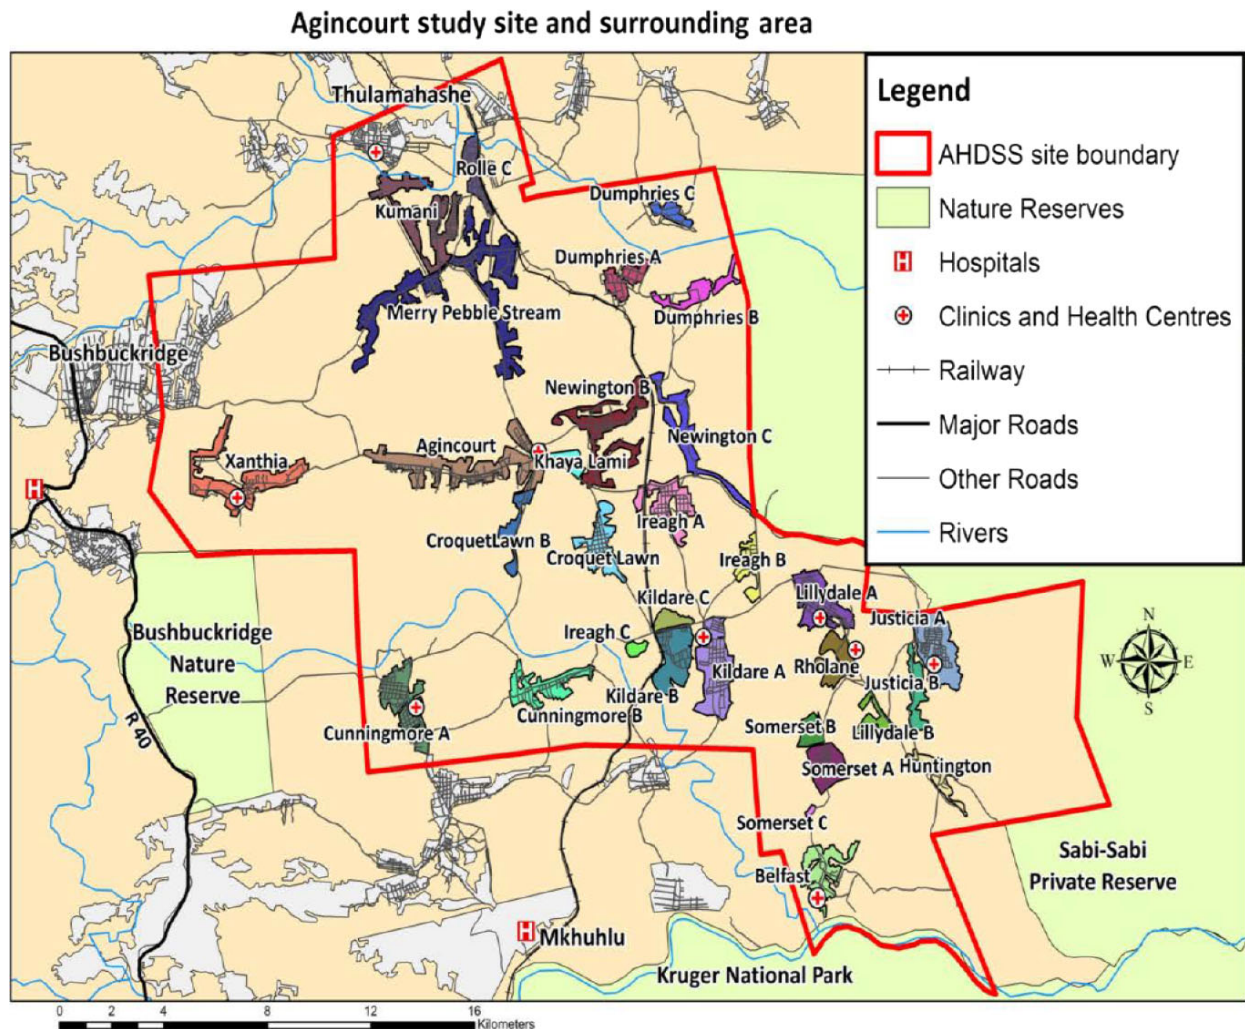 Agincourt study site and surrounding area
Legend
AHDSS site boundary
Nature Reserves
H Hospitals
Clinics and Health Centres
Railway
Major Roads
Other Roads
Rivers
Thulamahashe
Rolle C
Kumani
Dumphries C
Dumphries A
Merry Pebble Stream
Dumphries B
Bushbuckridge
Newington B
Newington C
Agincourt
Khaya Lami
Xanthia
H
Ireagh A
CroquetLawn B
Croquet Lawn
Ireagh B
Kildare C
Lillydale A
Justicia A
Ireagh C
Bushbuckridge
Nature
Reserve
Rholane
Kildare A
Justicia B
Kildare B
Cunningmore B
Cunningmore A
Somerset B
Lillydale B
Somerset A
Huntington
R 40
Somerset C
Belfast
Sabi-Sabi
Private Reserve
H Mkhuhlu
Kruger National Park
N
W E
S
0 2 4 8 12 16
Kilometers